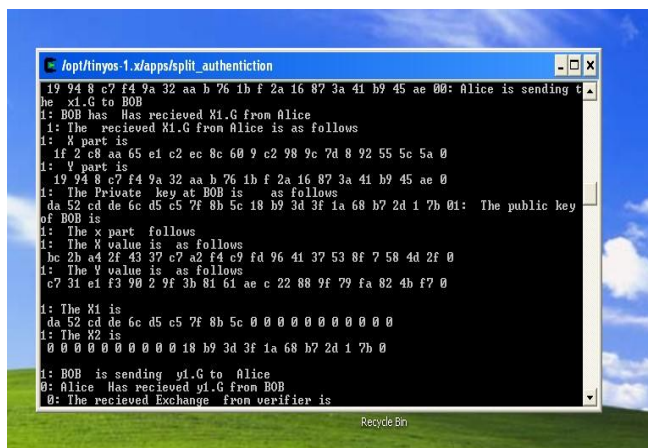 /opt/tinyos-1.x/apps/split_authentiction
19 94 8 c7 f4 9a 32 aa b 76 1b f 2a 16 87 3a 41 b9 45 ae 00: Alice is sending t
he  x1.G to BOB
1: BOB has  Has recieved X1.G from Alice
1: The  recieved X1.G from Alice is as follows
1:  X part is
1f 2 c8 aa 65 e1 c2 ec 8c 60 9 c2 98 9c 7d 8 92 55 5c 5a 0
1:  Y part is
19 94 8 c7 f4 9a 32 aa b 76 1b f 2a 16 87 3a 41 b9 45 ae 0
1:  The Private  key at BOB is    as follows
da 52 cd de 6c d5 c5 7f 8b 5c 18 b9 3d 3f 1a 68 b7 2d 1 7b 01:  The public key
of BOB is
1:  The x part  follows
1:  The X value is  as follows
bc 2b a4 2f 43 37 c7 a2 f4 c9 fd 96 41 37 53 8f 7 58 4d 2f 0
1:  The Y value is  as follows
c7 31 e1 f3 90 2 9f 3b 81 61 ae c 22 88 9f 79 fa 82 4b f7 0
1: The X1 is
da 52 cd de 6c d5 c5 7f 8b 5c 0 0 0 0 0 0 0 0 0 0 0
1: The X2 is
0 0 0 0 0 0 0 0 0 0 18 b9 3d 3f 1a 68 b7 2d 1 7b 0
1: BOB  is sending  y1.G to  Alice
0: Alice  Has recieved y1.G from BOB
0: The recieved Exchange  from verifier is
Recycle Bin